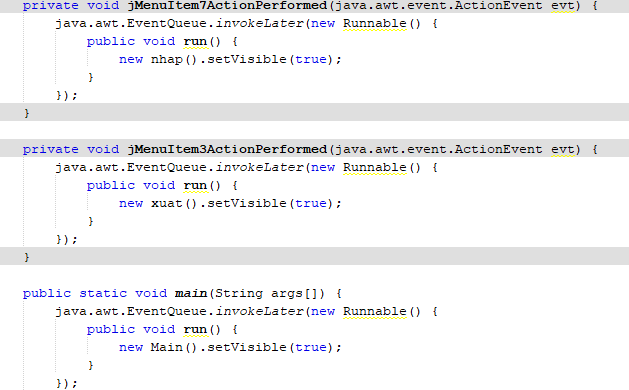 private void jMenuItem7ActionPerformed(java.awt.event.ActionEvent evt) {
java.awt.EventQueue.invokeLater(new Runnable() {
public void run() {
new nhap().setVisible(true);
}
});
}
private void jMenuItem3ActionPerformed(java.awt.event.ActionEvent evt) {
java.awt.EventQueue.invokeLater(new Runnable() {
public void run() {
new xuat().setVisible(true);
}
});
}
public static void main(String args[]) {
java.awt.EventQueue.invokeLater(new Runnable() {
public void run() {
new Main().setVisible(true);
}
});